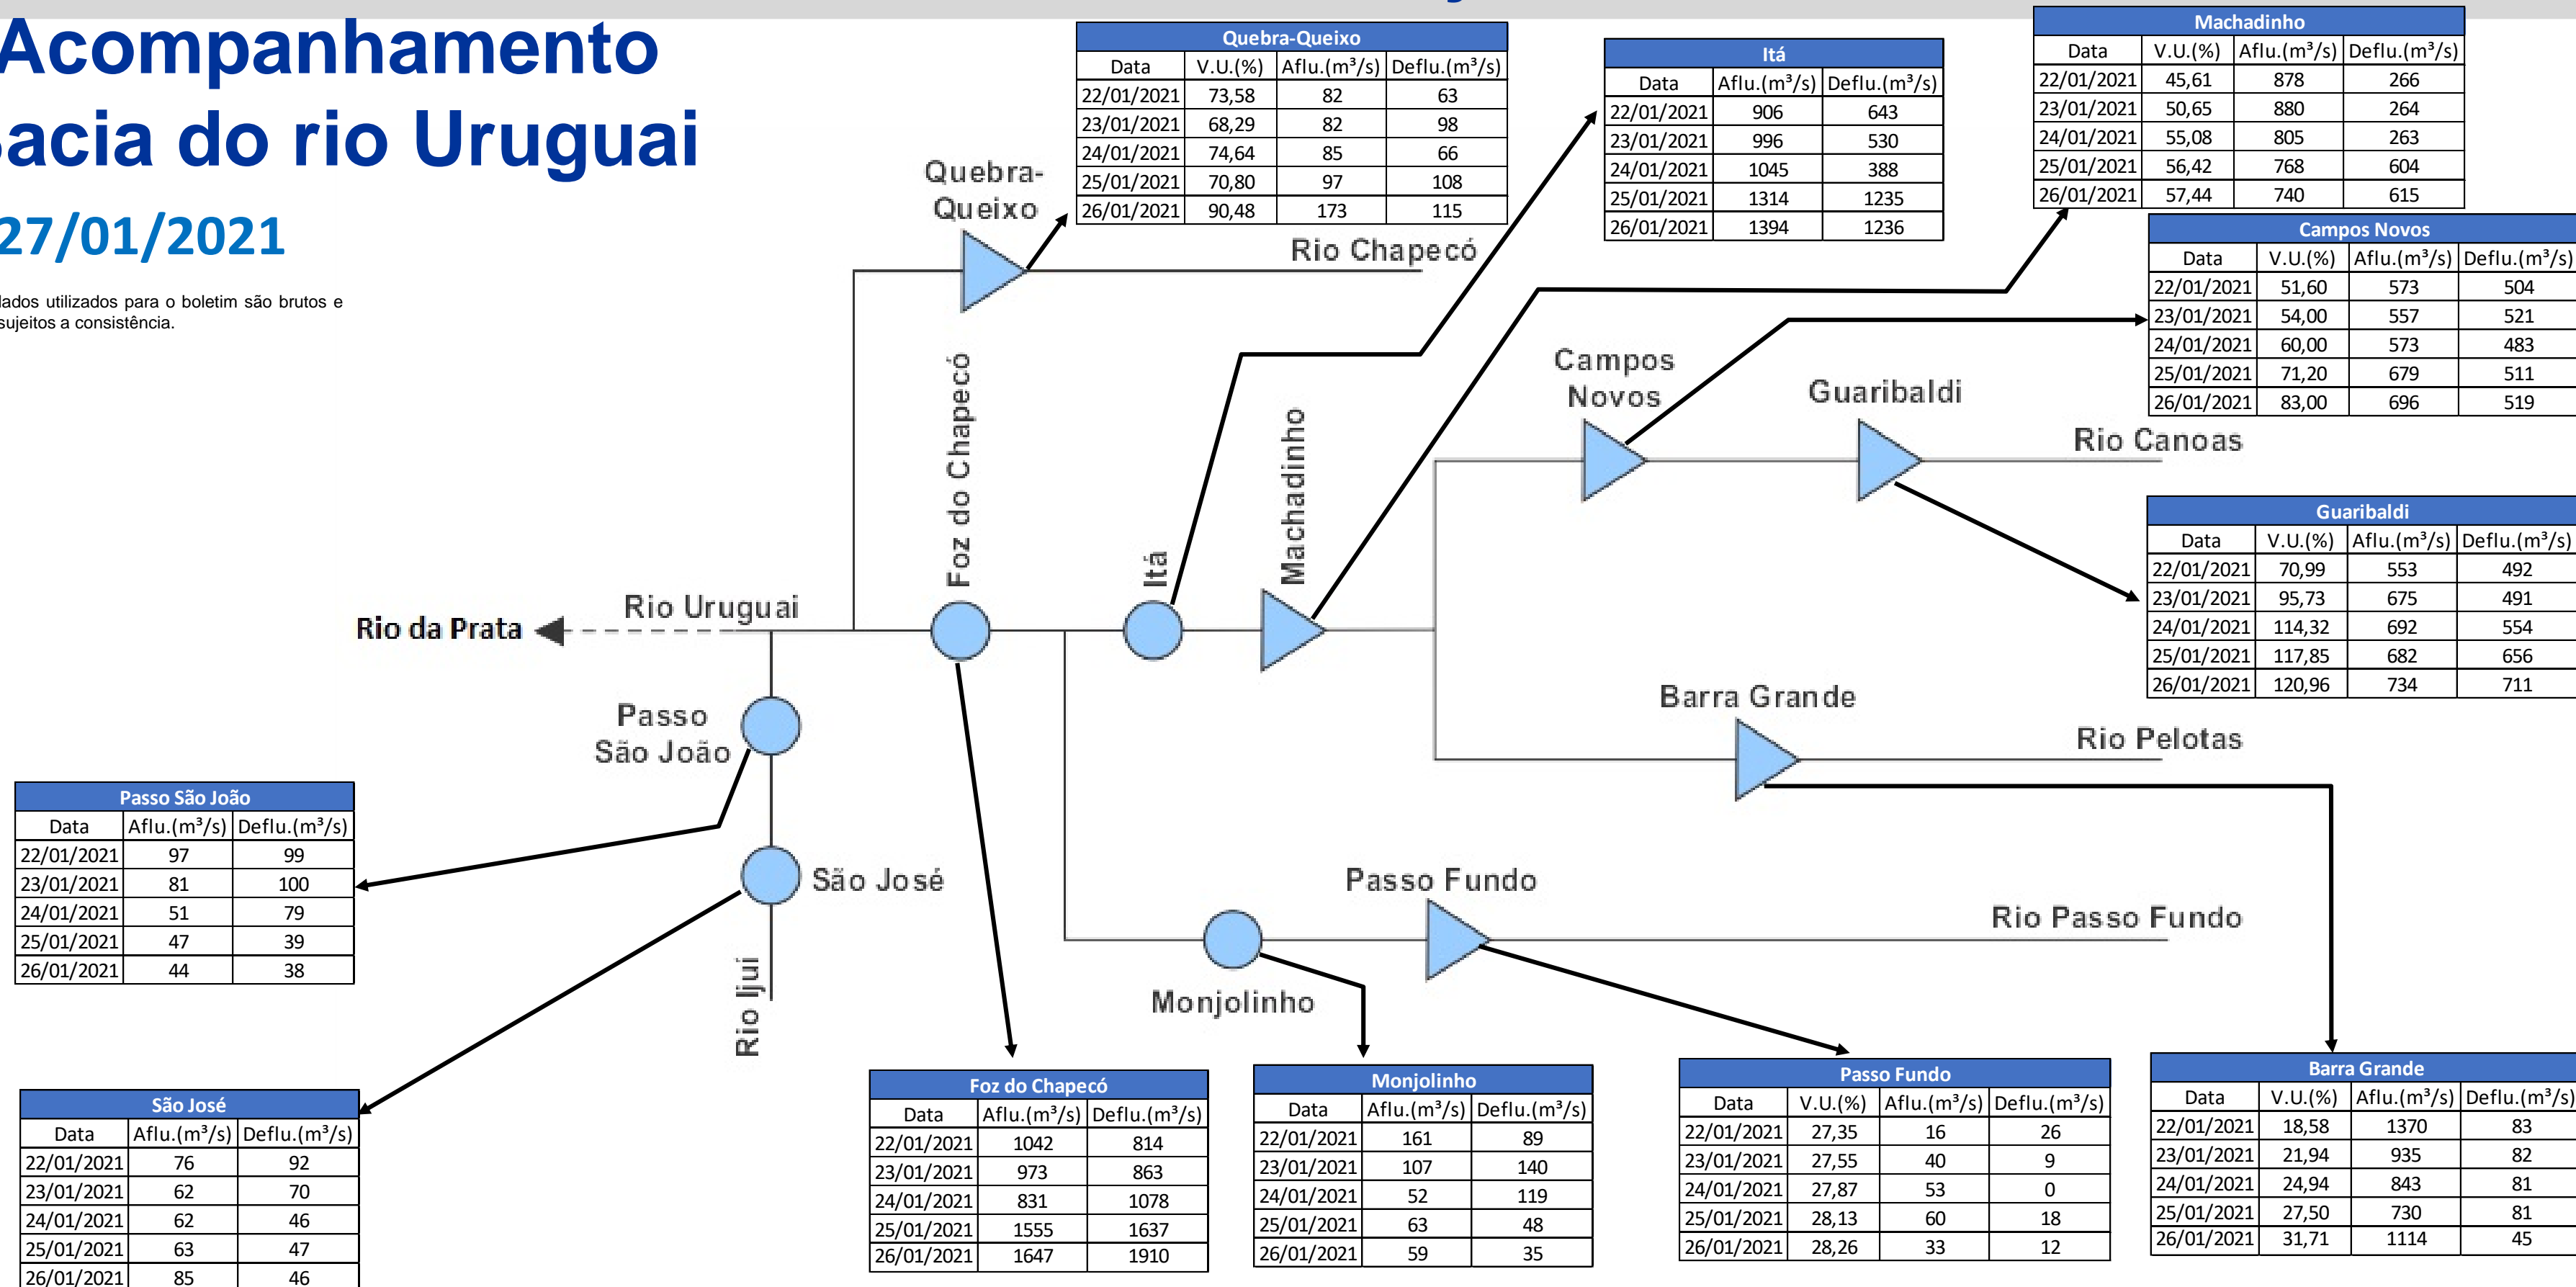 Acompanhamento
acia do rio Uruguai
27/01/2021
dados utilizados para o boletim são brutos e
sujeitos a consistência.
Quebra-Queixo
Data V.U.(%) Aflu.(m³/s) Deflu.(m³/s)
22/01/2021 73,58 82 63
23/01/2021 68,29 82 98
24/01/2021 74,64 85 66
25/01/2021 70,80 97 108
26/01/2021 90,48 173 115
Itá
Data Aflu.(m³/s) Deflu.(m³/s)
22/01/2021 906 643
23/01/2021 996 530
24/01/2021 1045 388
25/01/2021 1314 1235
26/01/2021 1394 1236
Machadinho
Data V.U.(%) Aflu.(m³/s) Deflu.(m³/s)
22/01/2021 45,61 878 266
23/01/2021 50,65 880 264
24/01/2021 55,08 805 263
25/01/2021 56,42 768 604
26/01/2021 57,44 740 615
Campos Novos
Data V.U.(%) Aflu.(m³/s) Deflu.(m³/s)
22/01/2021 51,60 573 504
23/01/2021 54,00 557 521
24/01/2021 60,00 573 483
25/01/2021 71,20 679 511
26/01/2021 83,00 696 519
Quebra-
Queixo
Rio Chapecó
Foz do Chapecó
Itá
Machadinho
Campos
Novos
Guaribaldi
Rio Canoas
Guaribaldi
Data V.U.(%) Aflu.(m³/s) Deflu.(m³/s)
22/01/2021 70,99 553 492
23/01/2021 95,73 675 491
24/01/2021 114,32 692 554
25/01/2021 117,85 682 656
26/01/2021 120,96 734 711
Rio da Prata
Rio Uruguai
Passo
São João
Barra Grande
Rio Pelotas
São José
Rio Ijui
Passo Fundo
Rio Passo Fundo
Monjolinho
Passo São João
Data Aflu.(m³/s) Deflu.(m³/s)
22/01/2021 97 99
23/01/2021 81 100
24/01/2021 51 79
25/01/2021 47 39
26/01/2021 44 38
São José
Data Aflu.(m³/s) Deflu.(m³/s)
22/01/2021 76 92
23/01/2021 62 70
24/01/2021 62 46
25/01/2021 63 47
26/01/2021 85 46
Foz do Chapecó
Data Aflu.(m³/s) Deflu.(m³/s)
22/01/2021 1042 814
23/01/2021 973 863
24/01/2021 831 1078
25/01/2021 1555 1637
26/01/2021 1647 1910
Monjolinho
Data Aflu.(m³/s) Deflu.(m³/s)
22/01/2021 161 89
23/01/2021 107 140
24/01/2021 52 119
25/01/2021 63 48
26/01/2021 59 35
Passo Fundo
Data V.U.(%) Aflu.(m³/s) Deflu.(m³/s)
22/01/2021 27,35 16 26
23/01/2021 27,55 40 9
24/01/2021 27,87 53 0
25/01/2021 28,13 60 18
26/01/2021 28,26 33 12
Barra Grande
Data V.U.(%) Aflu.(m³/s) Deflu.(m³/s)
22/01/2021 18,58 1370 83
23/01/2021 21,94 935 82
24/01/2021 24,94 843 81
25/01/2021 27,50 730 81
26/01/2021 31,71 1114 45